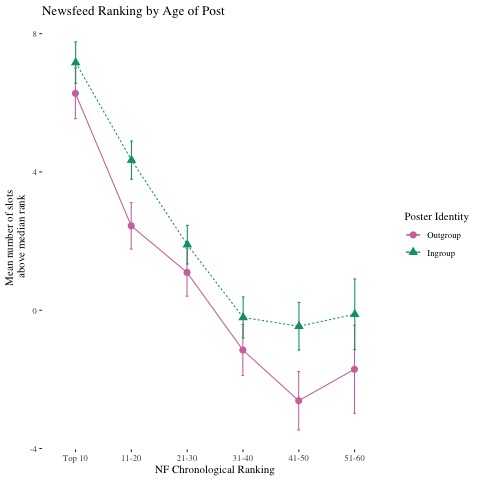 Newsfeed Ranking by Age of Post
8
4
0
-4
Mean number of slots
above median rank
Top 10
11-20
21-30
31-40
41-50
51-60
NF Chronological Ranking
Poster Identity
Outgroup
Ingroup